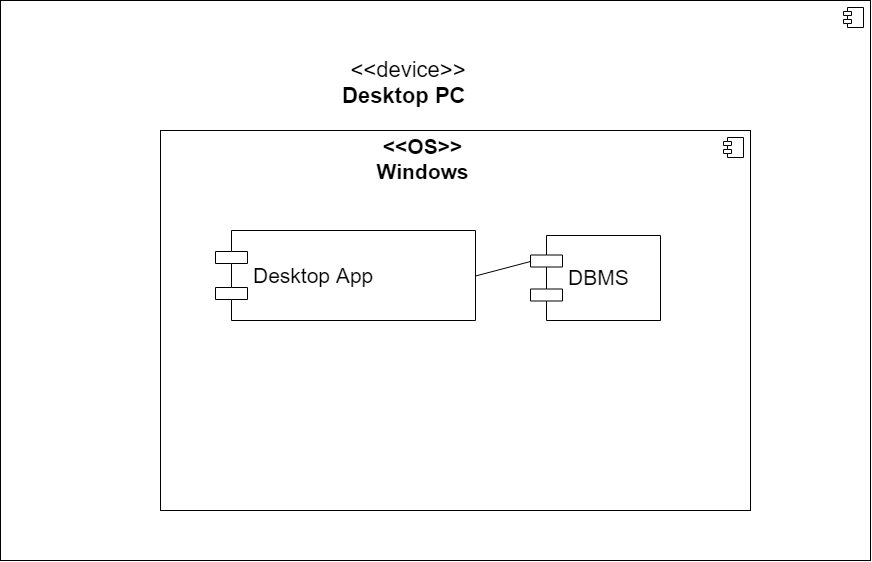 <<device>>
Desktop PC
<<OS>>
Windows
Desktop App
DBMS